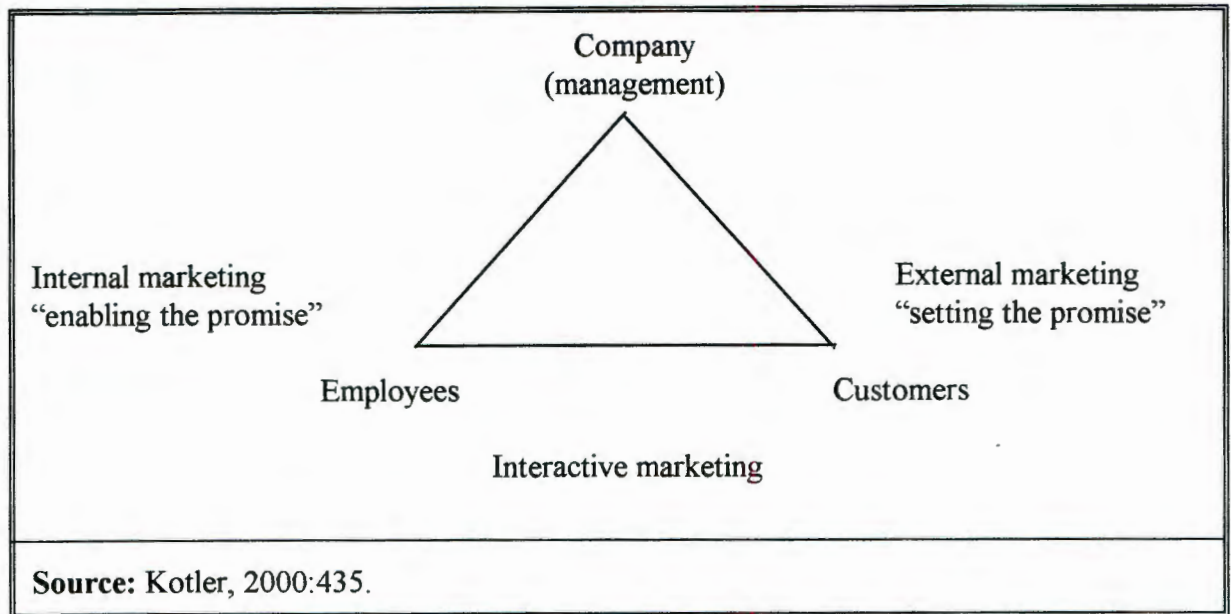 Company
(management)
Internal marketing
“enabling the promise”
External marketing
“setting the promise”
Employees
Customers
Interactive marketing
Source: Kotler, 2000:435.